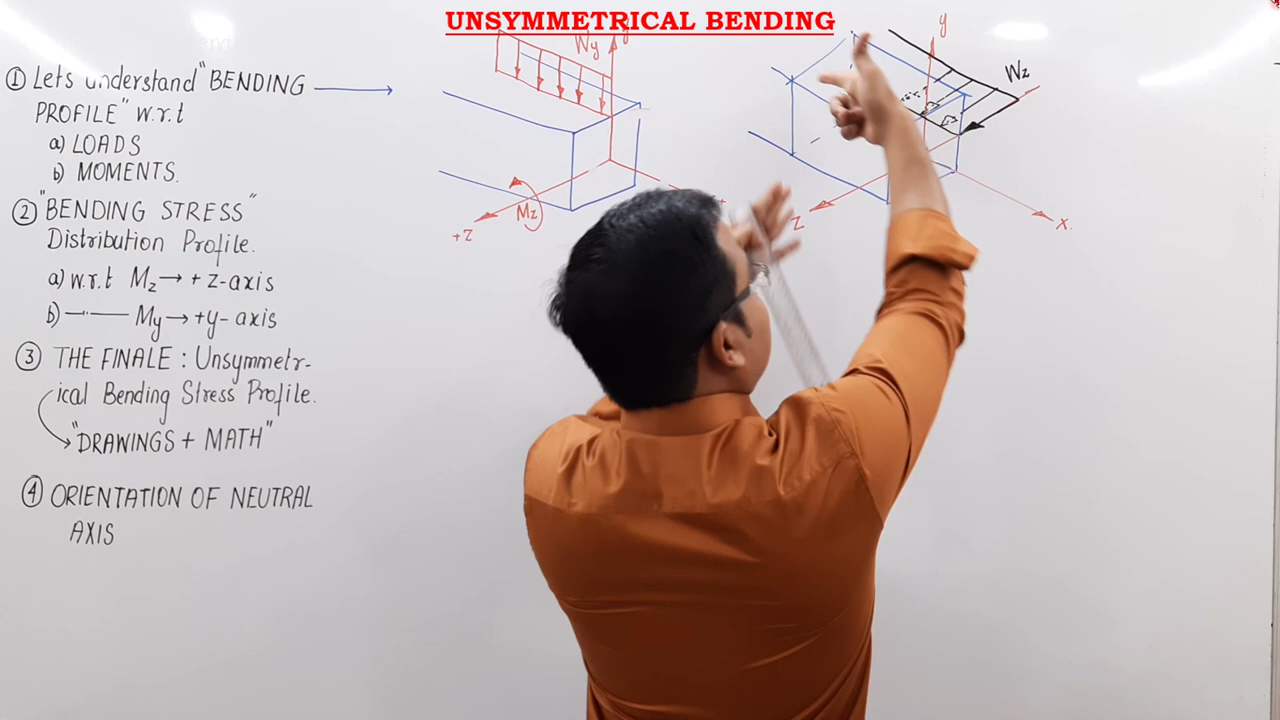 UNSYMMETRICAL BENDING
① Lets understand "BENDING
PROFILE" w.r.t
a) LOADS
b) MOMENTS.
② "BENDING STRESS"
Distribution Profile.
a) w.r.t Mz → + z-axis
b) —"— My → +y-axis
③ THE FINALE : Unsymmetr-
ical Bending Stress Profile.
"DRAWINGS + MATH"
④ ORIENTATION OF NEUTRAL
AXIS
Wy
y
Mz
+z
y
Wz
z
x.